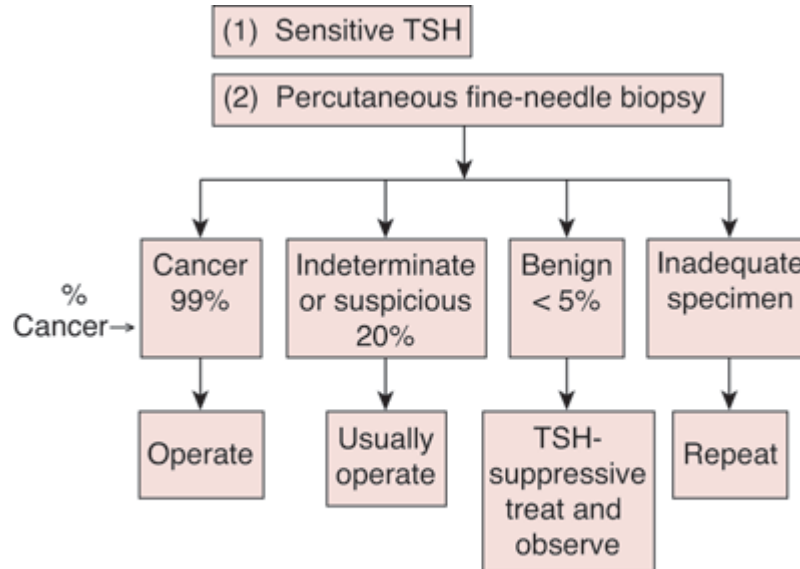 (1) Sensitive TSH
(2) Percutaneous fine-needle biopsy
%
Cancer→
Cancer
99%
Indeterminate
or suspicious
20%
Benign
< 5%
Inadequate
specimen
Operate
Usually
operate
TSH-
suppressive
treat and
observe
Repeat